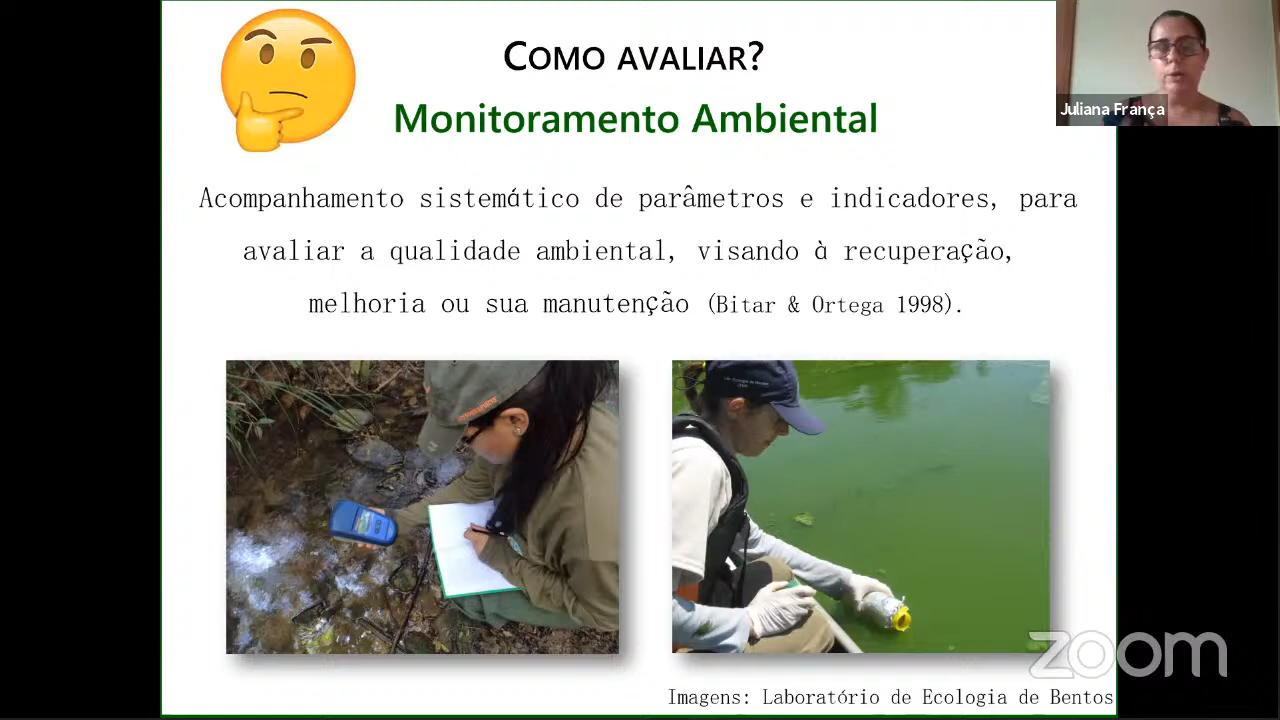 COMO AVALIAR?
Monitoramento Ambiental
Juliana França
Acompanhamento sistemático de parâmetros e indicadores, para
avaliar a qualidade ambiental, visando à recuperação,
melhoria ou sua manutenção (Bitar & Ortega 1998).
zoom
Imagens: Laboratório de Ecologia de Bentos